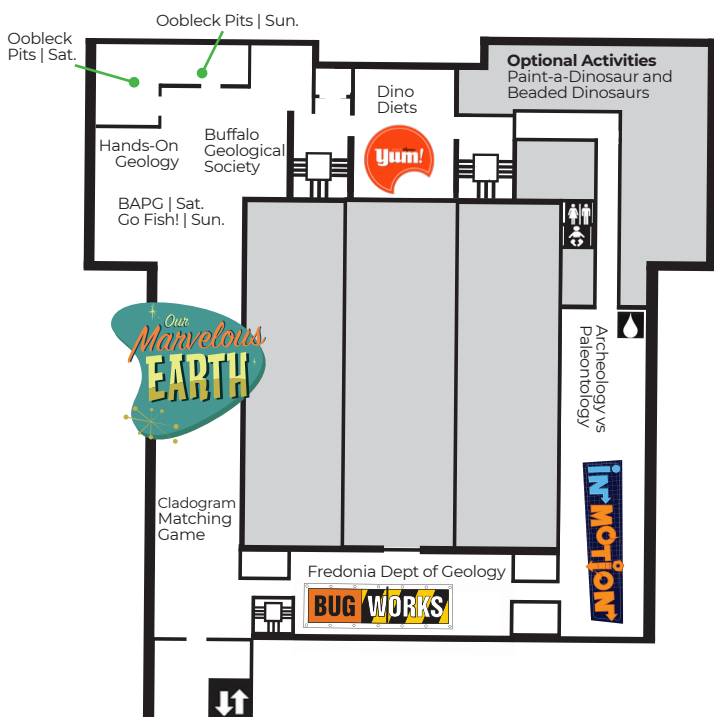 Oobleck Pits | Sun.
Oobleck
Pits | Sat.
Optional Activities
Paint-a-Dinosaur and
Beaded Dinosaurs
Dino
Diets
Yum!
Hands-On
Geology
Buffalo
Geological
Society
BAPG | Sat.
Go Fish! | Sun.
Our
Marvelous
EARTH
Archeology vs
Paleontology
IN MOTION
Cladogram
Matching
Game
Fredonia Dept of Geology
BUG WORKS